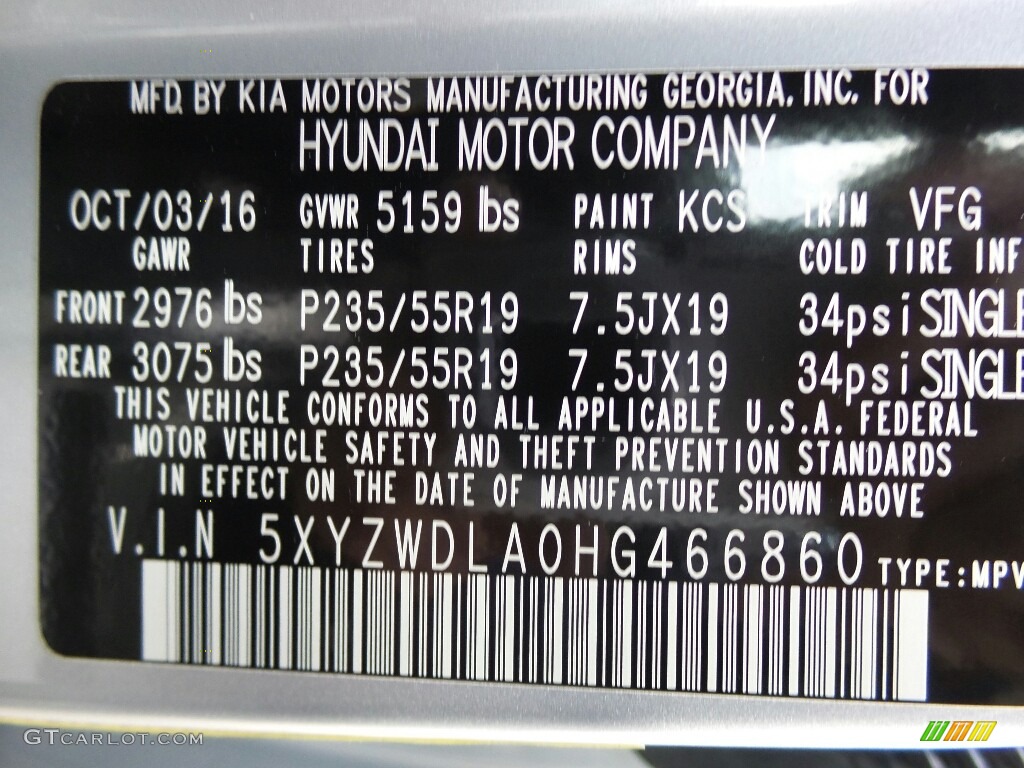 MFD. BY KIA MOTORS MANUFACTURING GEORGIA, INC. FOR
HYUNDAI MOTOR COMPANY
OCT/03/16 GVWR 5159 lbs PAINT KCS TRIM VFG
GAWR TIRES RIMS COLD TIRE INF
FRONT 2976 lbs P235/55R19 7.5JX19 34psi SINGLE
REAR 3075 lbs P235/55R19 7.5JX19 34psi SINGLE
THIS VEHICLE CONFORMS TO ALL APPLICABLE U.S.A. FEDERAL
MOTOR VEHICLE SAFETY AND THEFT PREVENTION STANDARDS
IN EFFECT ON THE DATE OF MANUFACTURE SHOWN ABOVE
V.I.N 5XYZWDLA0HG466860 TYPE:MPV
GTCARLOT.COM